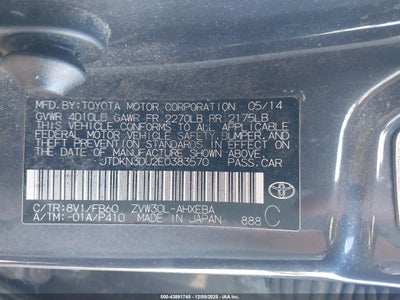 MFD.BY:TOYOTA MOTOR CORPORATION 05/14
GVWR 4010LB GAWR FR 2270LB RR 2175LB
THIS VEHICLE CONFORMS TO ALL APPLICABLE
FEDERAL MOTOR VEHICLE SAFETY, BUMPER, AND
THEFT PREVENTION STANDARDS IN EFFECT ON
THE DATE OF MANUFACTURE SHOWN ABOVE.
JTDKN3DU2E0383570 PASS.CAR
C/TR:8V1/FB60 ZVW30L-AHXEBA
A/TM:-01A/P410 MADE IN JAPAN 888 C
000-43861745 - 12/05/2025 - IAAI.COM